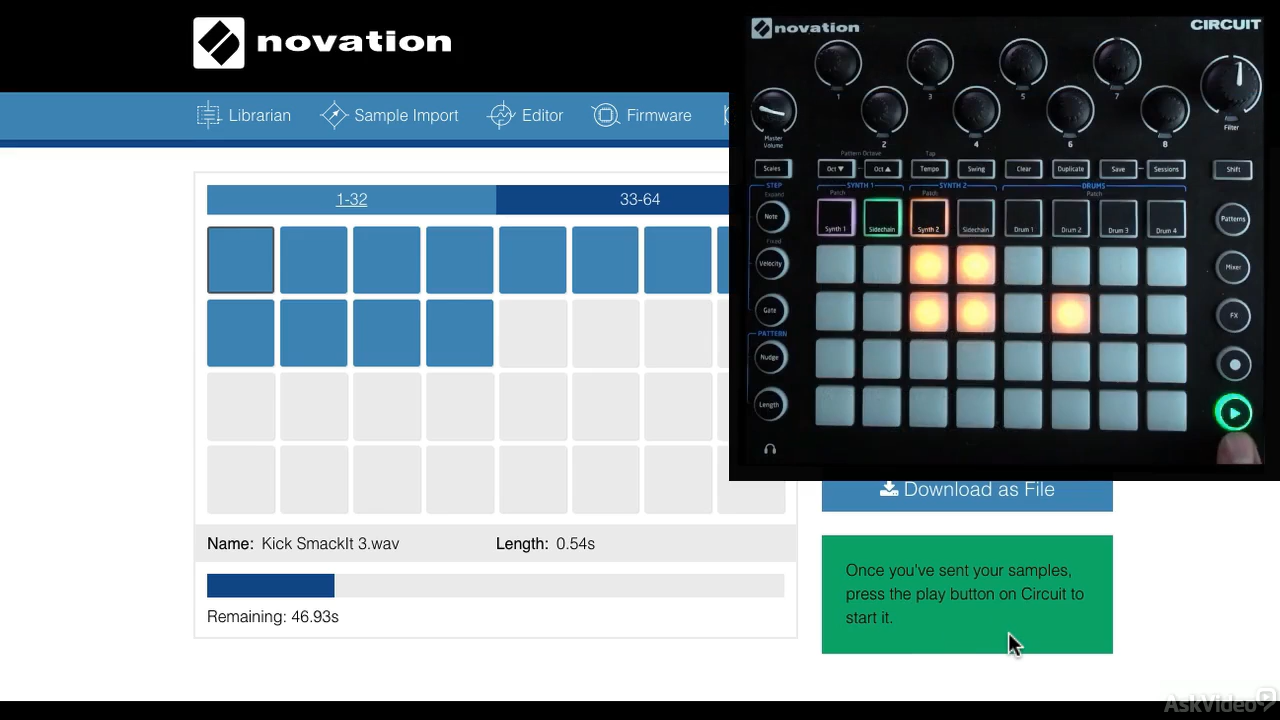 novation
Librarian
Sample Import
Editor
Firmware
1-32
33-64
Name: Kick SmackIt 3.wav
Length: 0.54s
Remaining: 46.93s
Download as File
Once you've sent your samples,
press the play button on Circuit to
start it.
novation
CIRCUIT
1
3
5
7
Master
Volume
2
4
6
8
Filter
Pattern Octave
Tap
Scales
Oct ▼
Oct ▲
Tempo
Swing
Clear
Duplicate
Save
Sessions
Shift
STEP
SYNTH 1
SYNTH 2
DRUMS
Expand
Patch
Patch
Patch
Note
Synth 1
Sidechain
Synth 2
Sidechain
Drum 1
Drum 2
Drum 3
Drum 4
Patterns
Fixed
Velocity
Mixer
Gate
FX
PATTERN
Nudge
Length
AskVideo